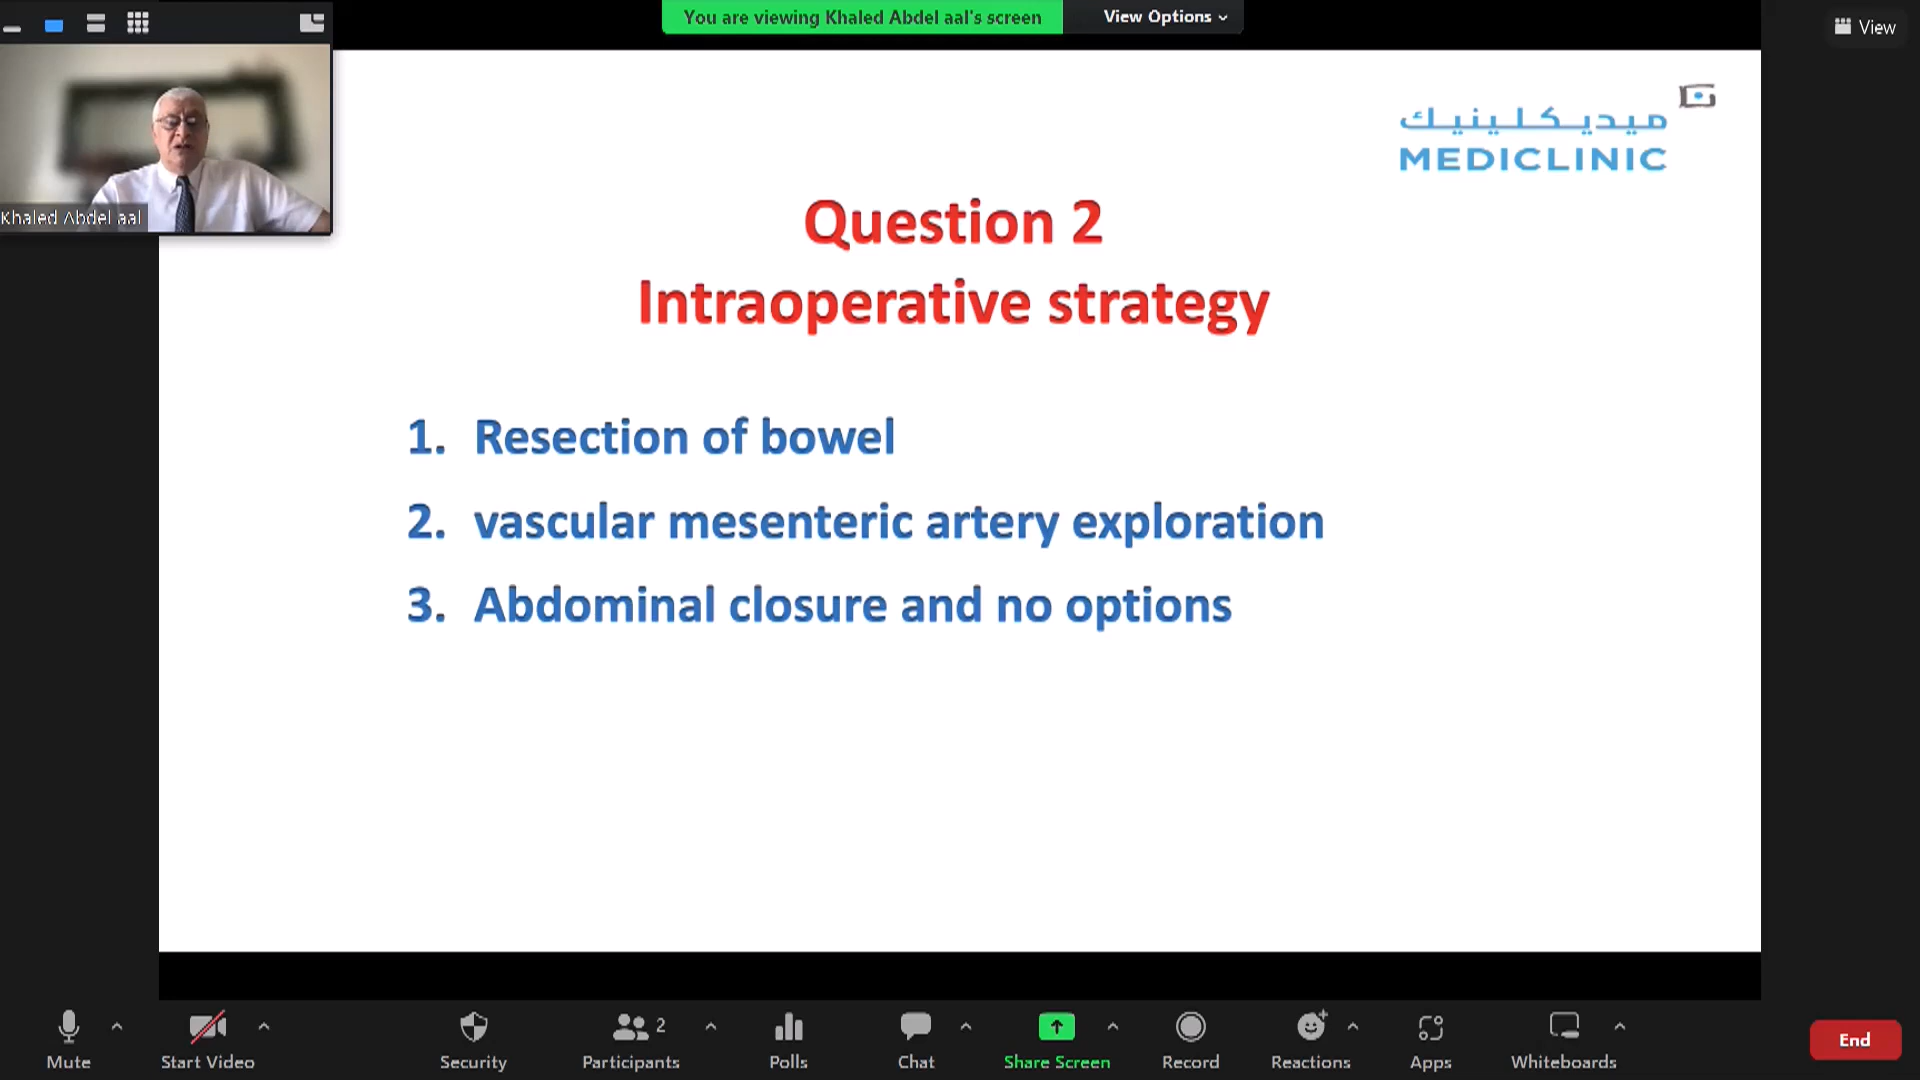 You are viewing Khaled Abdel aal's screen
View Options
View
Khaled Abdel aal
ميديكلينيك
MEDICLINIC
Question 2
Intraoperative strategy
1. Resection of bowel
2. vascular mesenteric artery exploration
3. Abdominal closure and no options
Mute
Start Video
Security
2
Participants
Polls
Chat
Share Screen
Record
Reactions
Apps
Whiteboards
End